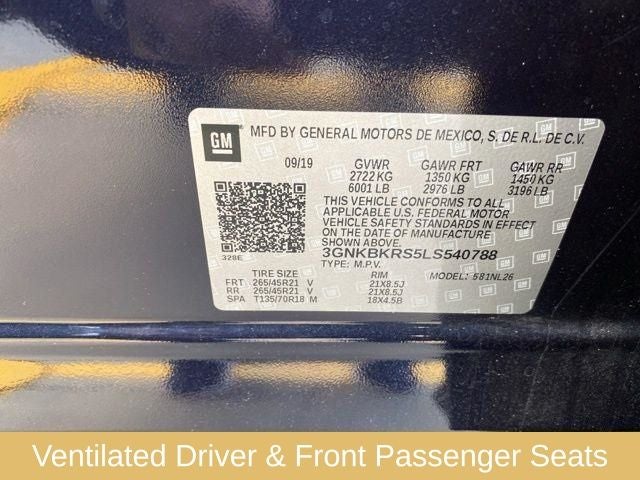 GM
MFD BY GENERAL MOTORS DE MEXICO, S. DE R.L. DE C.V.
09/19 GVWR GAWR FRT GAWR RR
2722 KG 1350 KG 1450 KG
6001 LB 2976 LB 3196 LB
THIS VEHICLE CONFORMS TO ALL
APPLICABLE U.S. FEDERAL MOTOR
VEHICLE SAFETY STANDARDS IN EFFECT
ON THE DATE OF MANUFACTURE SHOWN ABOVE.
328E 3GNKBKRS5LS540788
TYPE: M.P.V. MODEL: 581NL26
TIRE SIZE RIM
FRT 265/45R21 V 21X8.5J
RR 265/45R21 V 21X8.5J
SPA T135/70R18 M 18X4.5B
Ventilated Driver & Front Passenger Seats